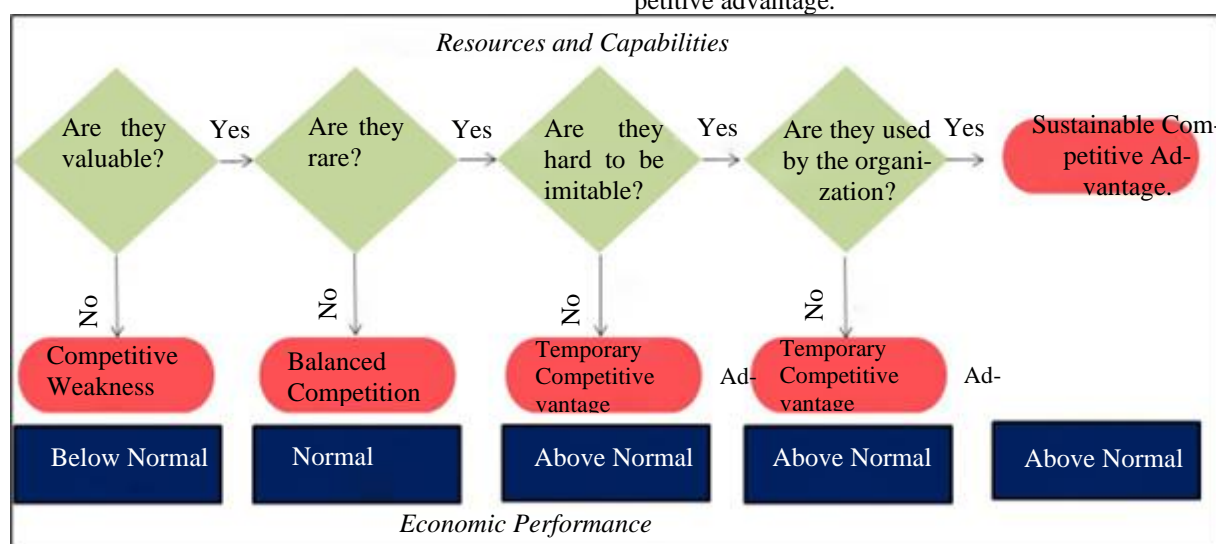 petitive advantage.
Resources and Capabilities
Are they
valuable?
Yes
Are they
rare?
Yes
Are they
hard to be
imitable?
Yes
Are they used
by the organi-
zation?
Yes
Sustainable Com-
petitive Ad-
vantage.
No
No
No
No
Competitive
Weakness
Balanced
Competition
Temporary
Competitive Ad-
vantage
Temporary
Competitive Ad-
vantage
Below Normal
Normal
Above Normal
Above Normal
Above Normal
Economic Performance